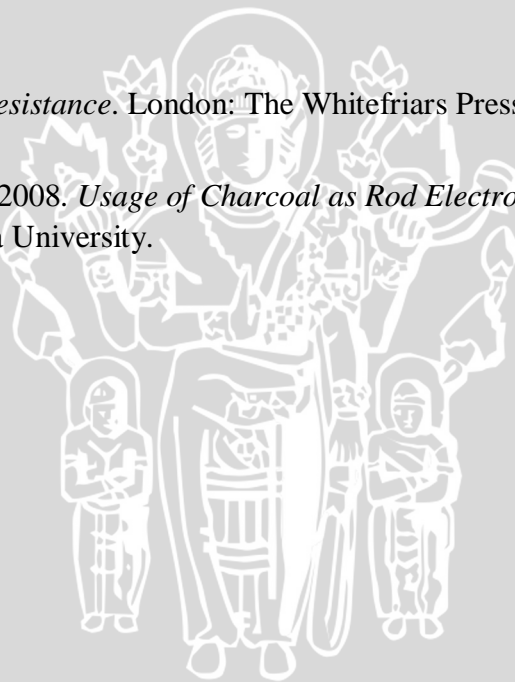 esistance. London: The Whitefriars Press
2008. Usage of Charcoal as Rod Electro
a University.